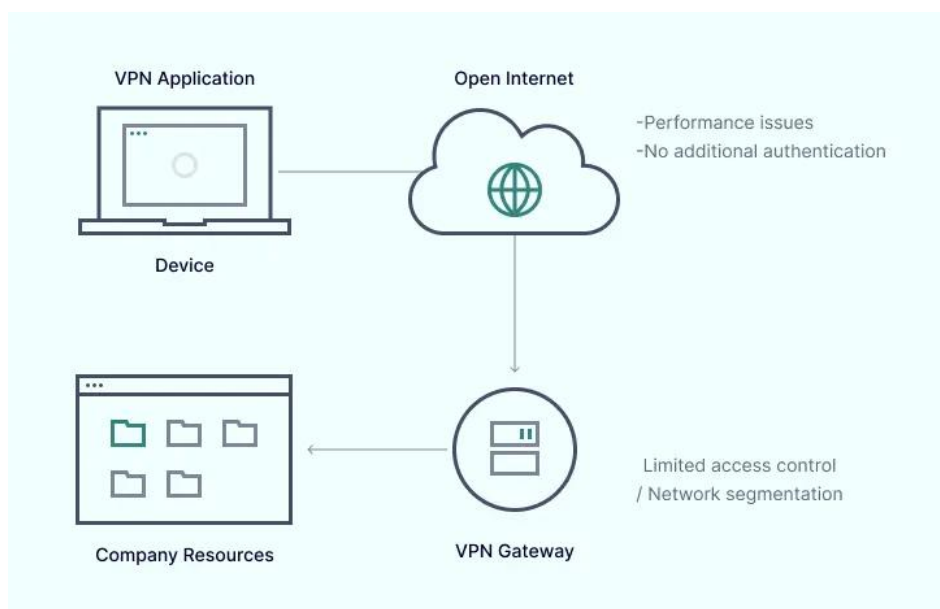 VPN Application
Open Internet
-Performance issues
-No additional authentication
Device
Limited access control
/ Network segmentation
Company Resources
VPN Gateway